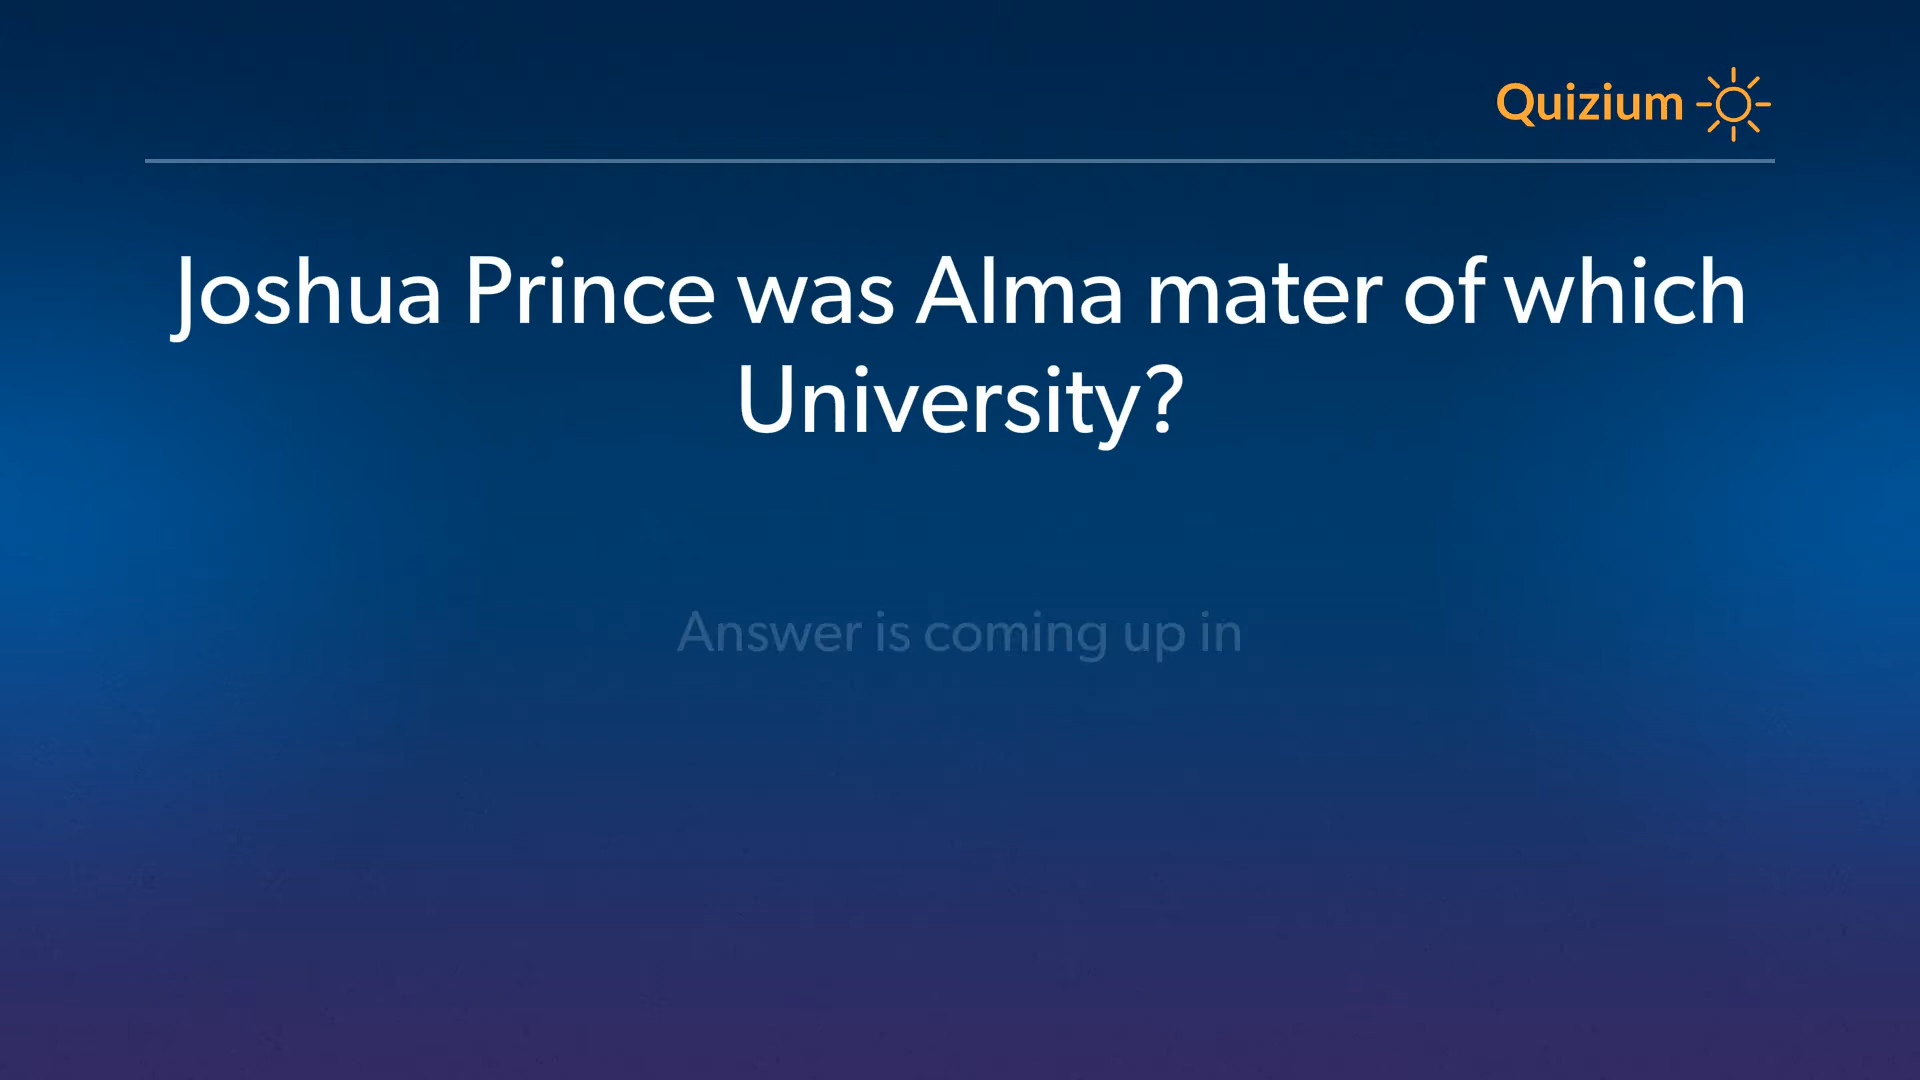 Quizium
Joshua Prince was Alma mater of which
University?
Answer is coming up in